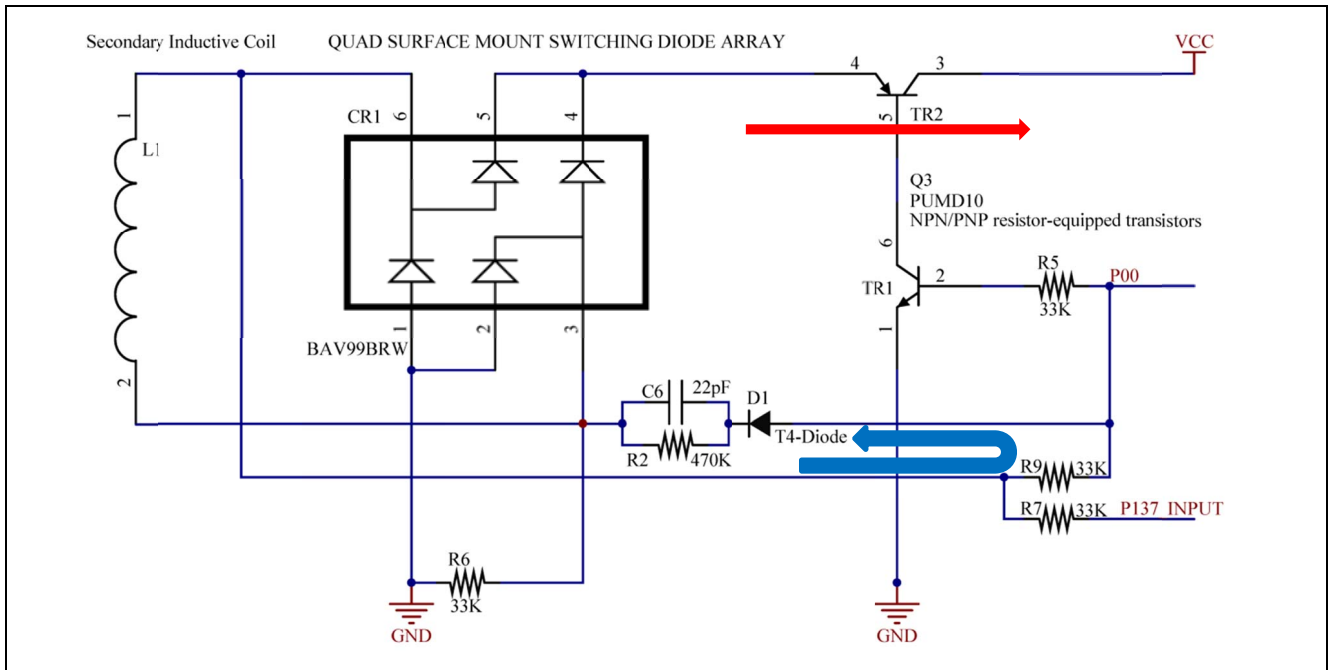 Secondary Inductive Coil
QUAD SURFACE MOUNT SWITCHING DIODE ARRAY
VCC
4
3
1
CR1
6
5
4
5
TR2
L1
Q3
PUMD10
NPN/PNP resistor-equipped transistors
6
R5
P00
TR1
2
33K
1
2
3
1
BAV99BRW
2
C6
22pF
D1
T4-Diode
R2
470K
R9
33K
R7
33K
P137_INPUT
R6
33K
GND
GND